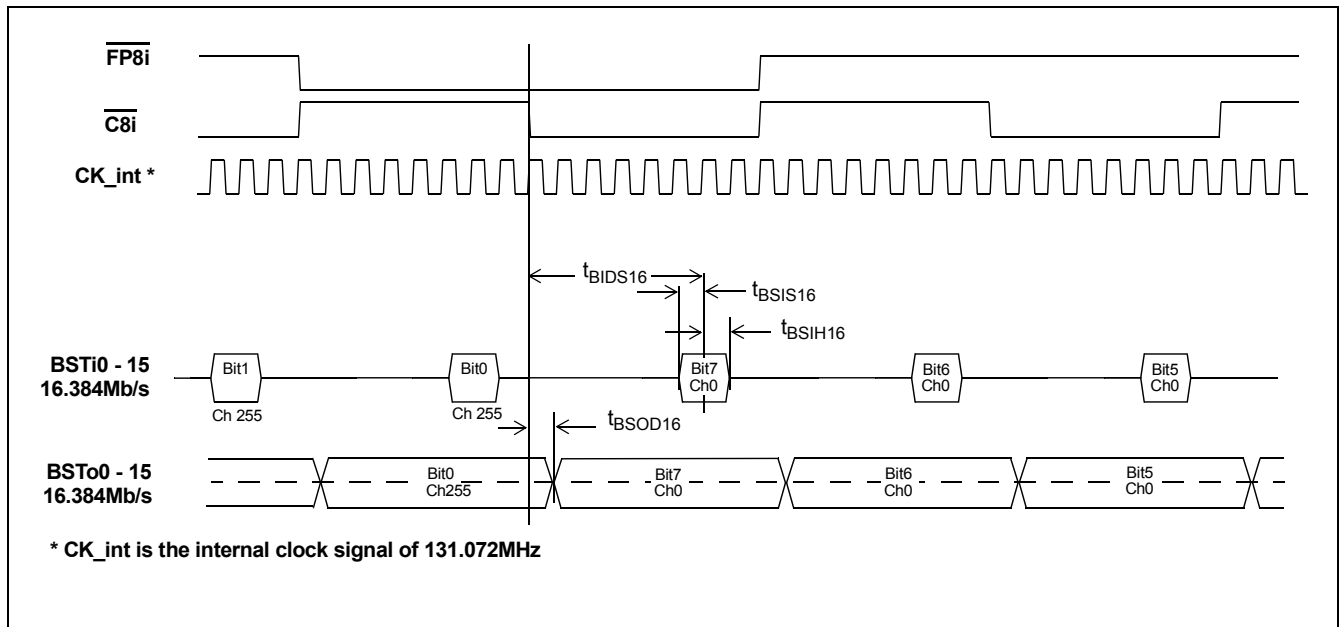 FP8i
C8i
CK_int *
tBIDS16
tBSIS16
tBSIH16
BSTi0 - 15
16.384Mb/s
Bit1
Ch 255
Bit0
Ch 255
Bit7
Ch0
Bit6
Ch0
Bit5
Ch0
tBSOD16
BSTo0 - 15
16.384Mb/s
Bit0
Ch255
Bit7
Ch0
Bit6
Ch0
Bit5
Ch0
* CK_int is the internal clock signal of 131.072MHz